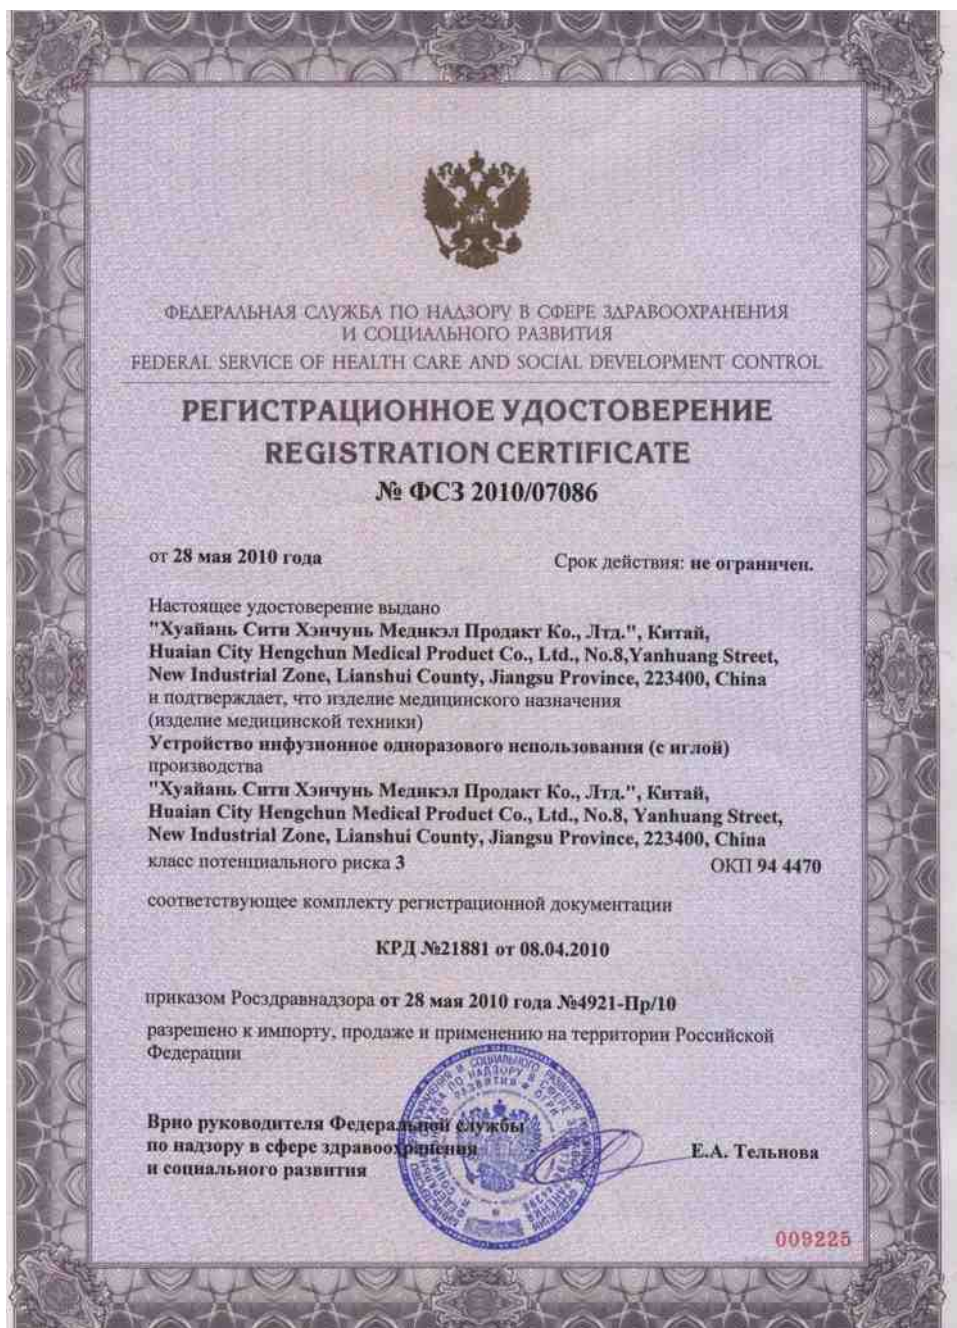 ФЕДЕРАЛЬНАЯ СЛУЖБА ПО НАДЗОРУ В СФЕРЕ ЗДРАВООХРАНЕНИЯ
И СОЦИАЛЬНОГО РАЗВИТИЯ
FEDERAL SERVICE OF HEALTH CARE AND SOCIAL DEVELOPMENT CONTROL
РЕГИСТРАЦИОННОЕ УДОСТОВЕРЕНИЕ
REGISTRATION CERTIFICATE
№ ФСЗ 2010/07086
от 28 мая 2010 года Срок действия: не ограничен.
Настоящее удостоверение выдано
"Хуайань Сити Хэнчунь Медикэл Продакт Ко., Лтд.", Китай,
Huaian City Hengchun Medical Product Co., Ltd., No.8,Yanhuang Street,
New Industrial Zone, Lianshui County, Jiangsu Province, 223400, China
и подтверждает, что изделие медицинского назначения
(изделие медицинской техники)
Устройство инфузионное одноразового использования (с иглой)
производства
"Хуайань Сити Хэнчунь Медикэл Продакт Ко., Лтд.", Китай,
Huaian City Hengchun Medical Product Co., Ltd., No.8, Yanhuang Street,
New Industrial Zone, Lianshui County, Jiangsu Province, 223400, China
класс потенциального риска 3 ОКП 94 4470
соответствующее комплекту регистрационной документации
КРД №21881 от 08.04.2010
приказом Росздравнадзора от 28 мая 2010 года №4921-Пр/10
разрешено к импорту, продаже и применению на территории Российской
Федерации
Врио руководителя Федеральной службы
по надзору в сфере здравоохранения
и социального развития
Е.А. Тельнова
009225